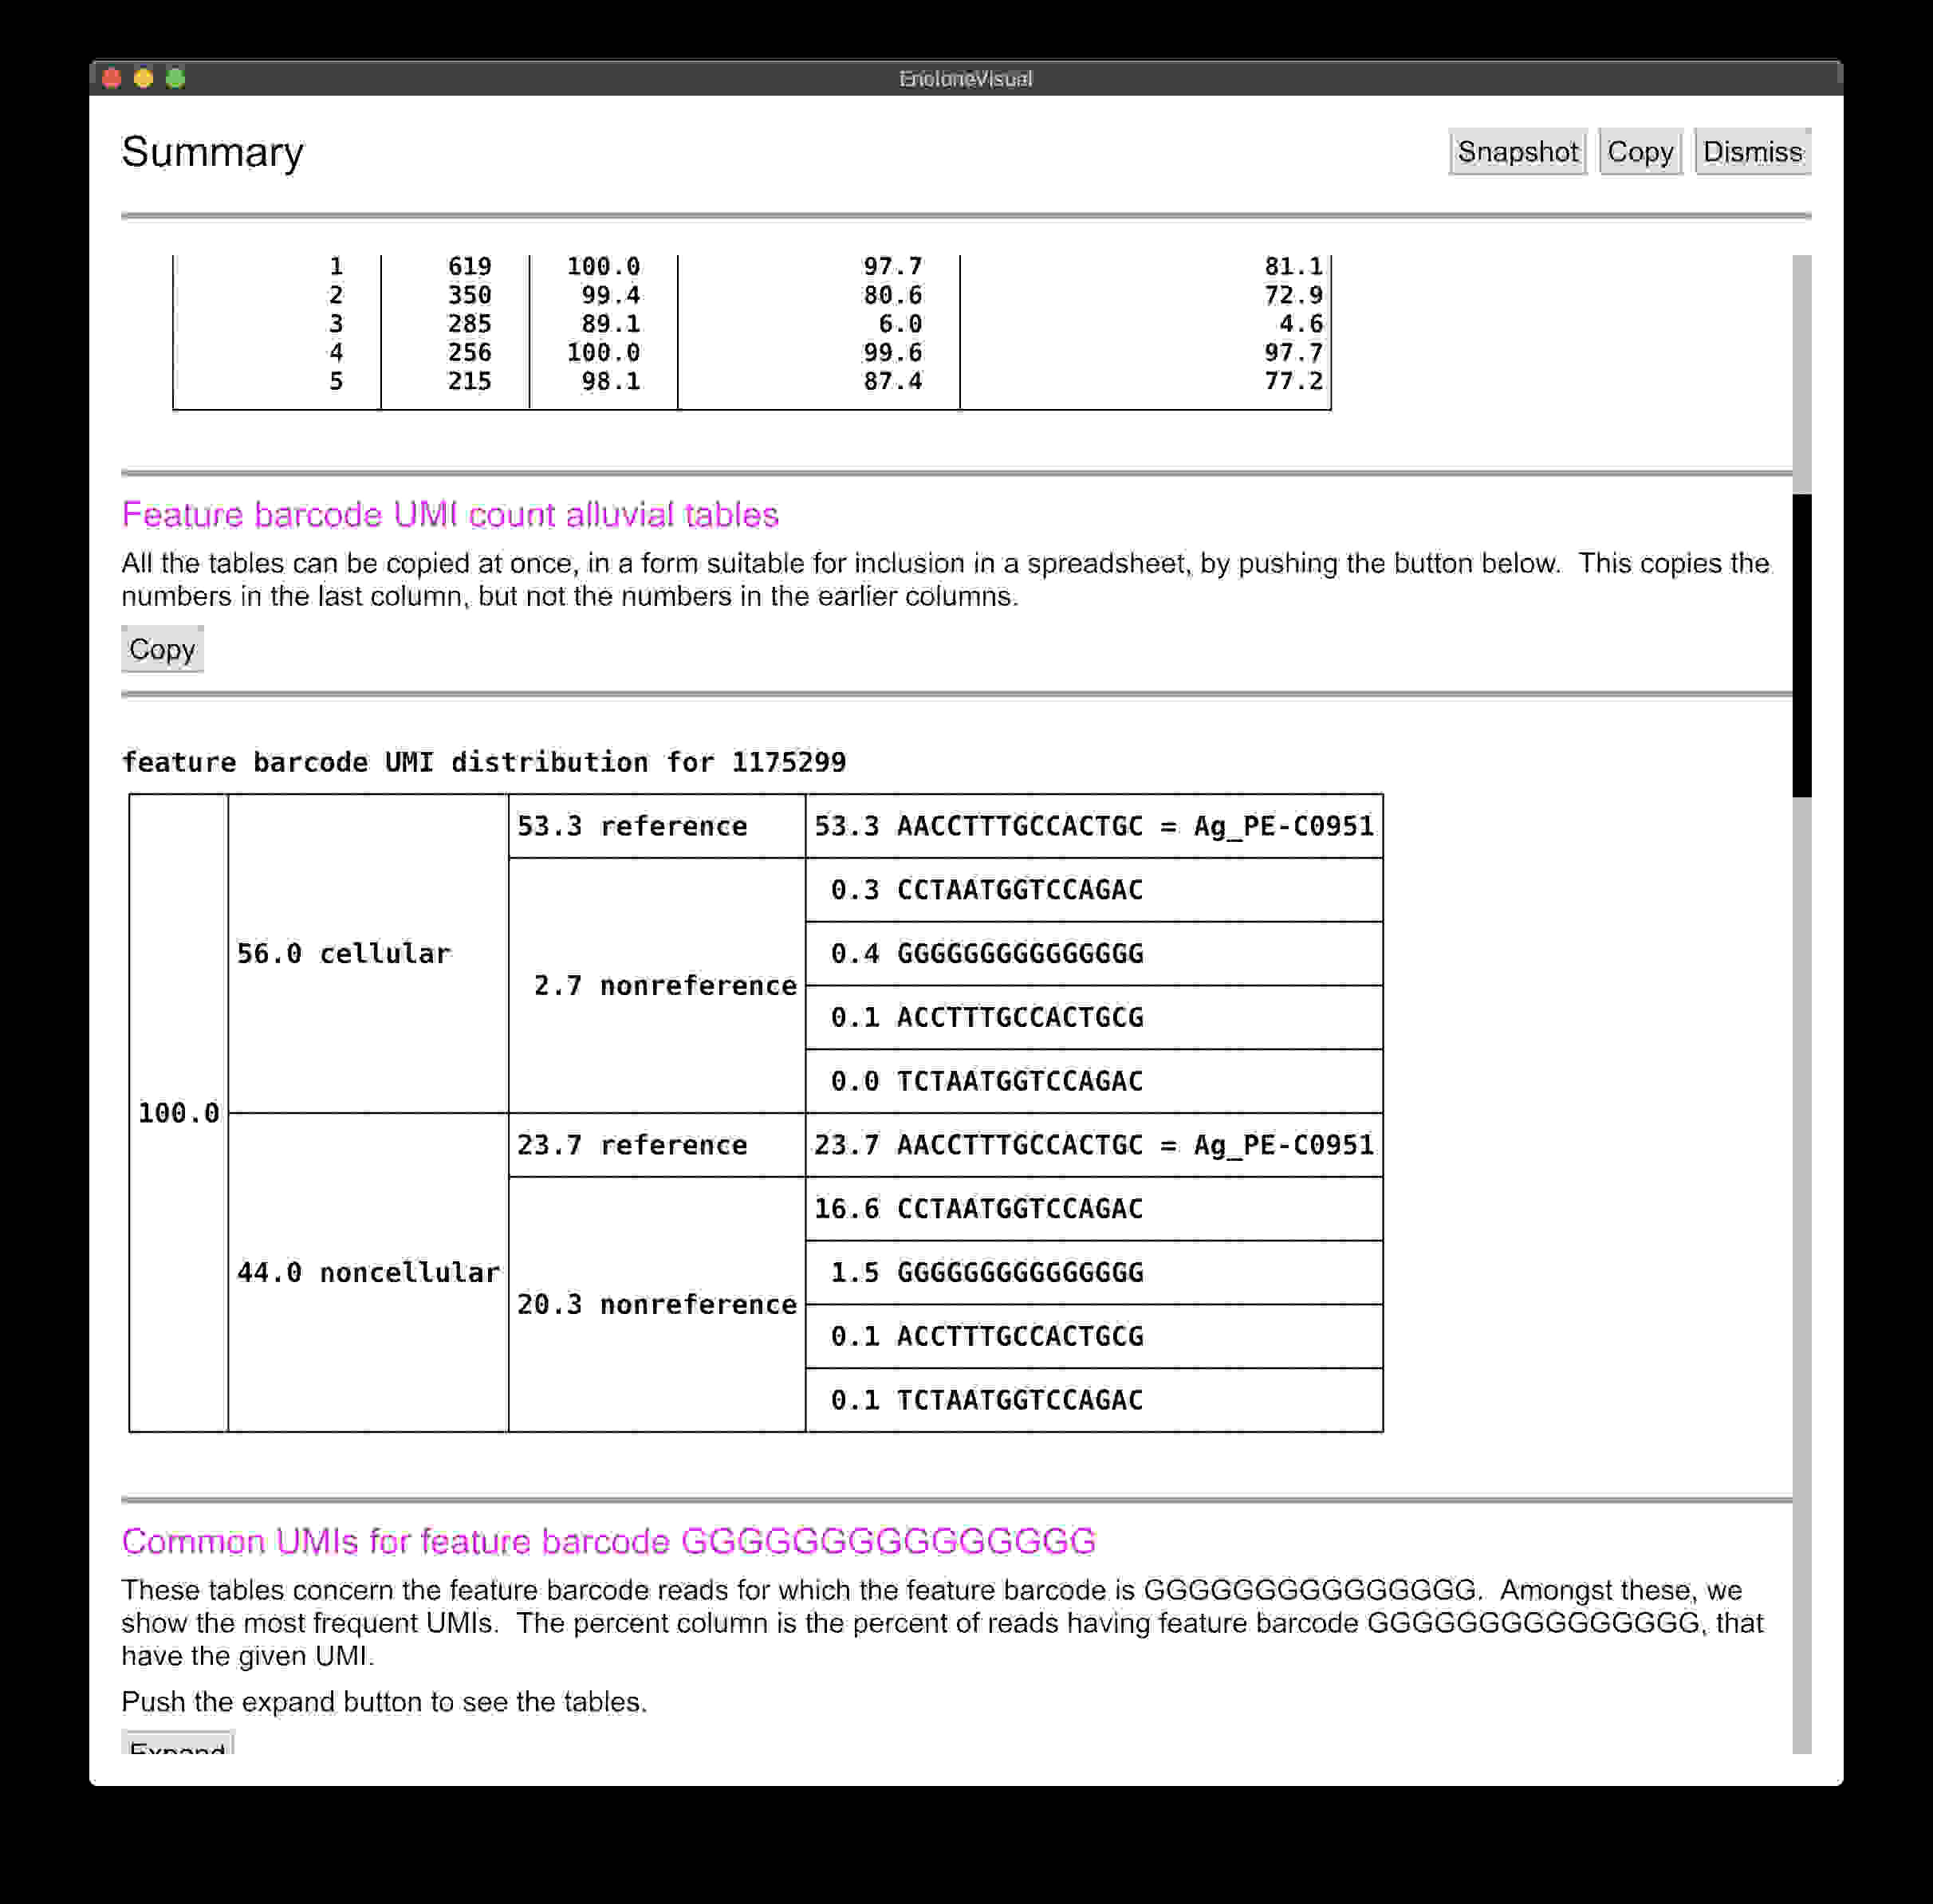 EncloneVisual
Summary
Snapshot Copy Dismiss
1 619 100.0 97.7 81.1
2 350 99.4 80.6 72.9
3 285 89.1 6.0 4.6
4 256 100.0 99.6 97.7
5 215 98.1 87.4 77.2
Feature barcode UMI count alluvial tables
All the tables can be copied at once, in a form suitable for inclusion in a spreadsheet, by pushing the button below. This copies the
numbers in the last column, but not the numbers in the earlier columns.
Copy
feature barcode UMI distribution for 1175299
53.3 reference 53.3 AACCTTTGCCACTGC = Ag_PE-C0951
0.3 CCTAATGGTCCAGAC
56.0 cellular 0.4 GGGGGGGGGGGGGGG
2.7 nonreference
0.1 ACCTTTGCCACTGCG
0.0 TCTAATGGTCCAGAC
100.0
23.7 reference 23.7 AACCTTTGCCACTGC = Ag_PE-C0951
16.6 CCTAATGGTCCAGAC
44.0 noncellular 1.5 GGGGGGGGGGGGGGG
20.3 nonreference
0.1 ACCTTTGCCACTGCG
0.1 TCTAATGGTCCAGAC
Common UMIs for feature barcode GGGGGGGGGGGGGGG
These tables concern the feature barcode reads for which the feature barcode is GGGGGGGGGGGGGGG. Amongst these, we
show the most frequent UMIs. The percent column is the percent of reads having feature barcode GGGGGGGGGGGGGGG, that
have the given UMI.
Push the expand button to see the tables.
Expand